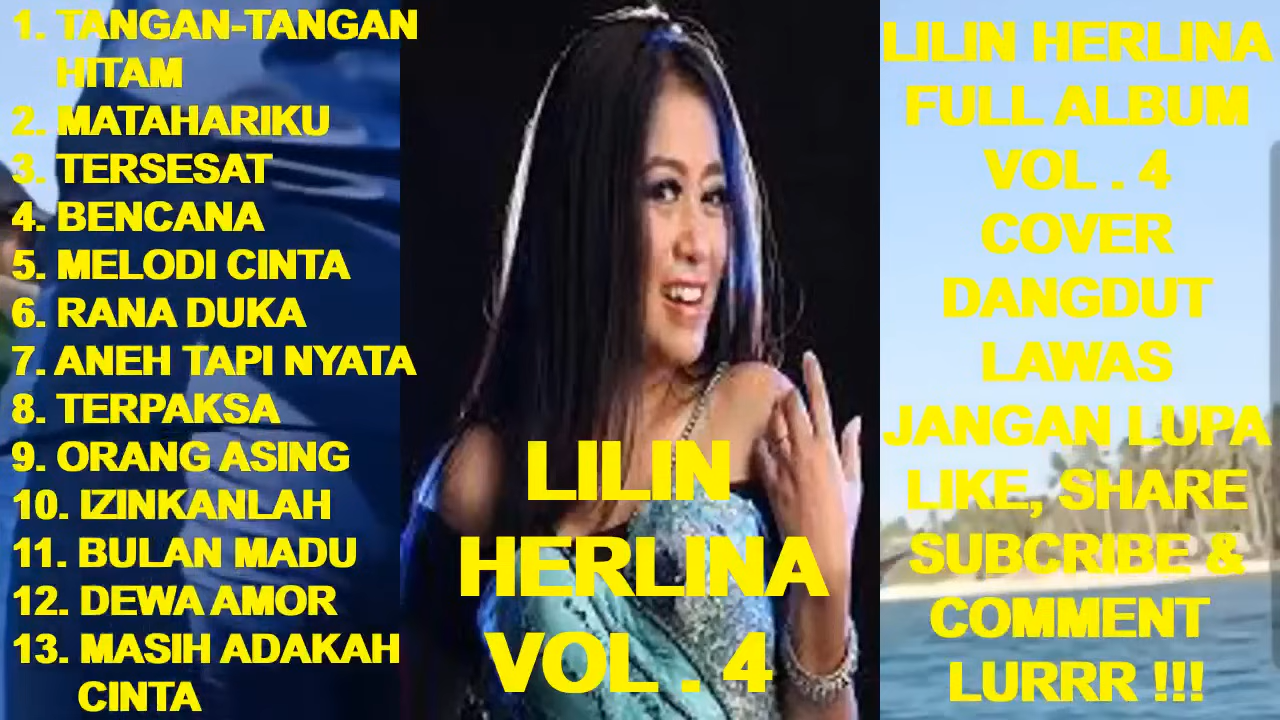 1. TANGAN-TANGAN
HITAM
2. MATAHARIKU
3. TERSESAT
4. BENCANA
5. MELODI CINTA
6. RANA DUKA
7. ANEH TAPI NYATA
8. TERPAKSA
9. ORANG ASING
10. IZINKANLAH
11. BULAN MADU
12. DEWA AMOR
13. MASIH ADAKAH
CINTA
LILIN
HERLINA
VOL . 4
LILIN HERLINA
FULL ALBUM
VOL . 4
COVER
DANGDUT
LAWAS
JANGAN LUPA
LIKE, SHARE
SUBCRIBE &
COMMENT
LURRR !!!